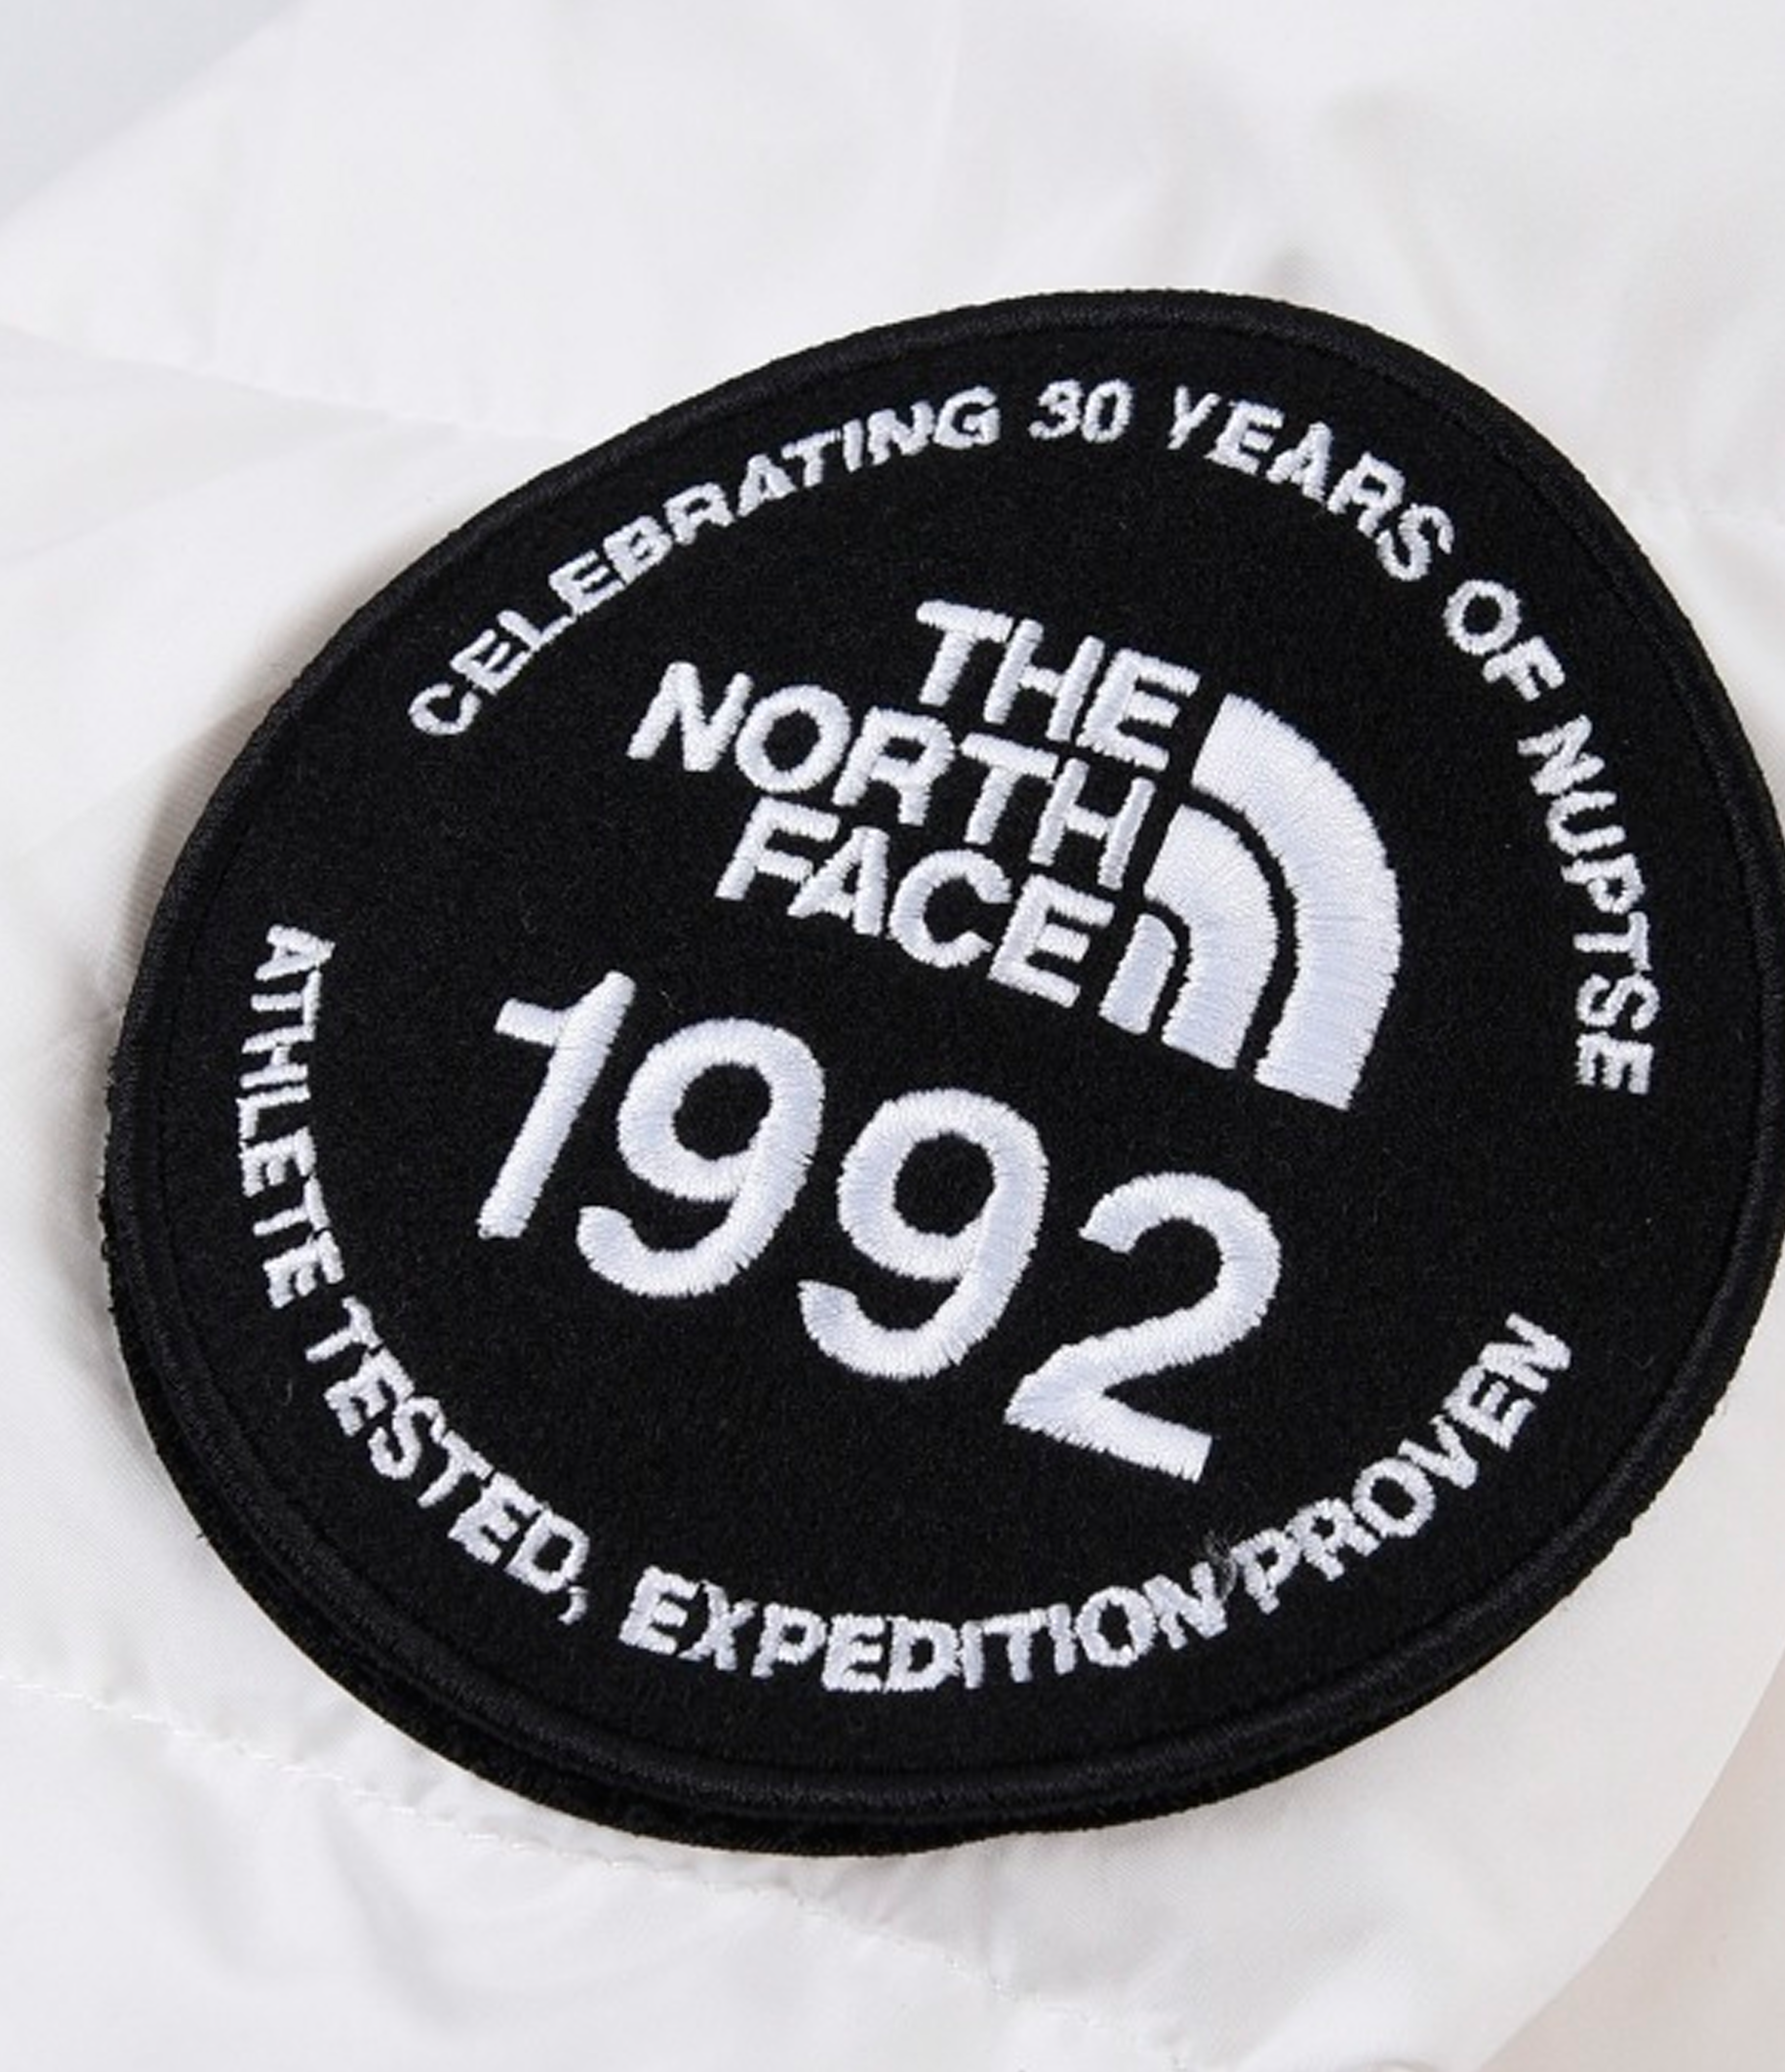 CELEBRATING 30 YEARS OF NUPTSE
THE
NORTH
FACE
1992
ATHLETE TESTED, EXPEDITION PROVEN